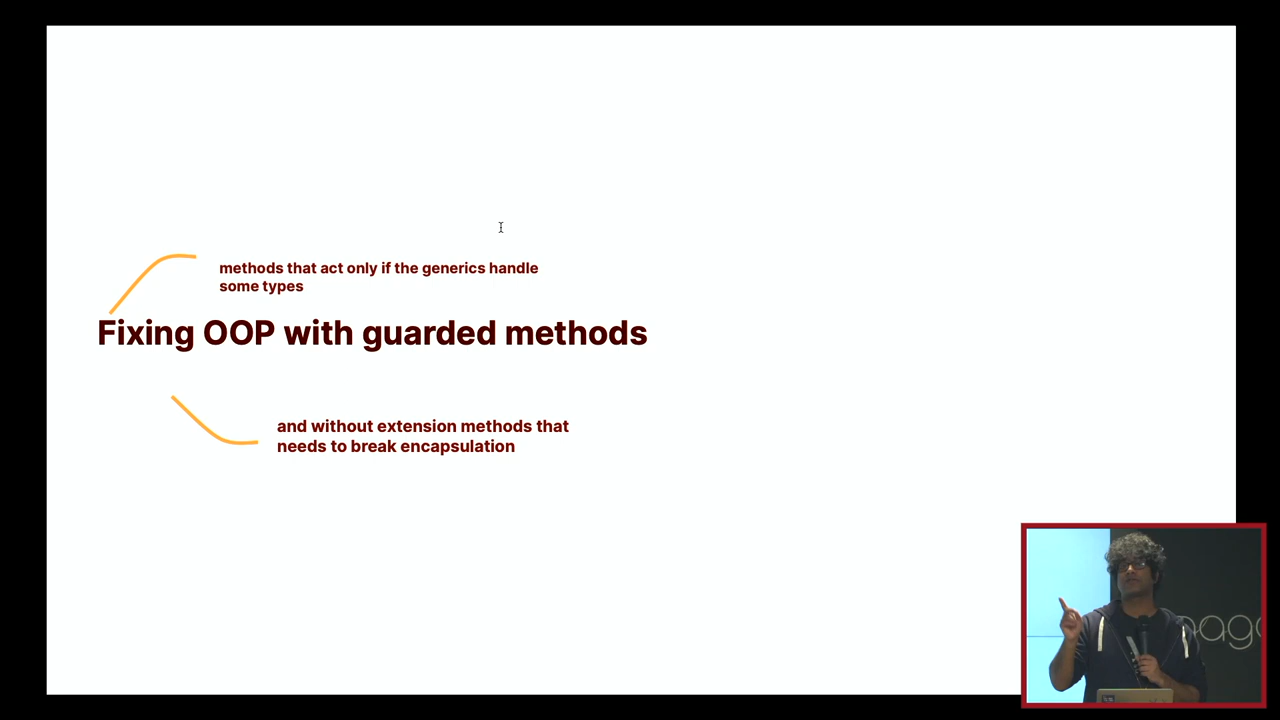 methods that act only if the generics handle
some types
Fixing OOP with guarded methods
and without extension methods that
needs to break encapsulation